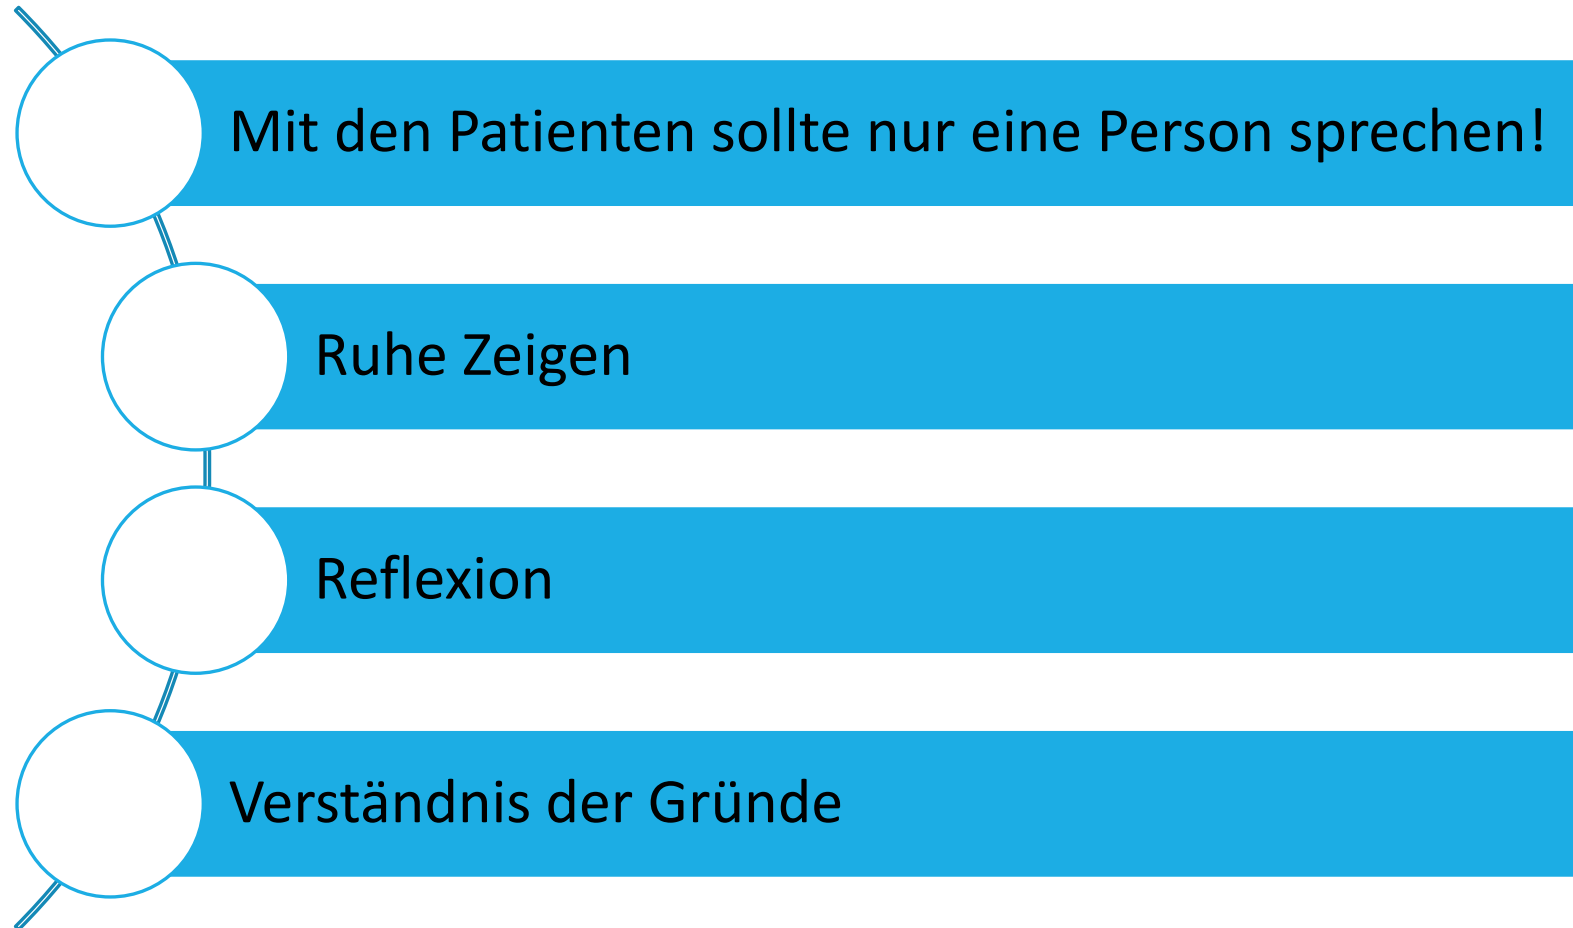 Mit den Patienten sollte nur eine Person sprechen!
Ruhe Zeigen
Reflexion
Verständnis der Gründe